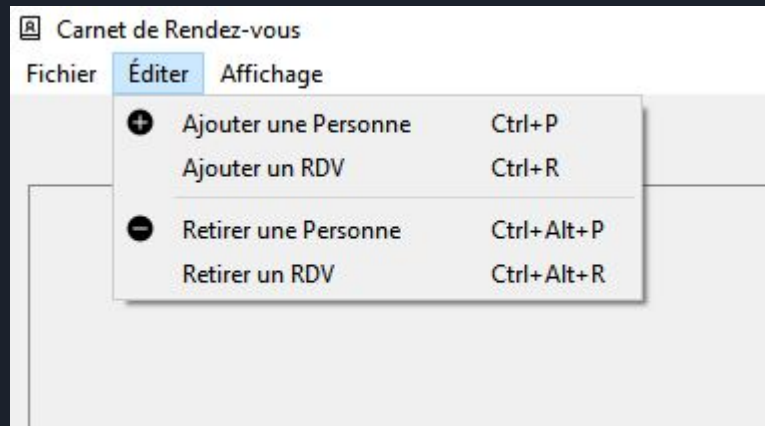 Carnet de Rendez-vous
Fichier Éditer Affichage
Ajouter une Personne Ctrl+P
Ajouter un RDV Ctrl+R
Retirer une Personne Ctrl+Alt+P
Retirer un RDV Ctrl+Alt+R